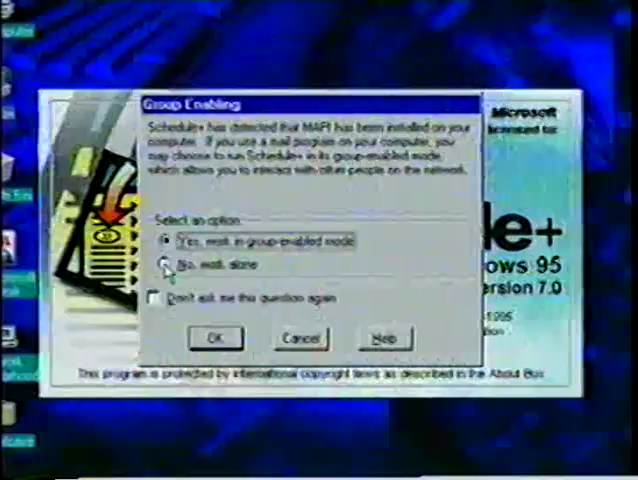 Group Enabling
Schedule+ has detected that MAPI has been installed on your
computer. If you use a mail program on your computer, you
may choose to run Schedule+ in its group-enabled mode,
which allows you to interact with other people on the network.
Select an option
Yes, work in group-enabled mode
No, work alone
Don't ask me this question again
OK
Cancel
Help
Microsoft
licensed to:
le+
ows 95
ersion 7.0
1995
tion
This program is protected by international copyright laws as described in the About Box